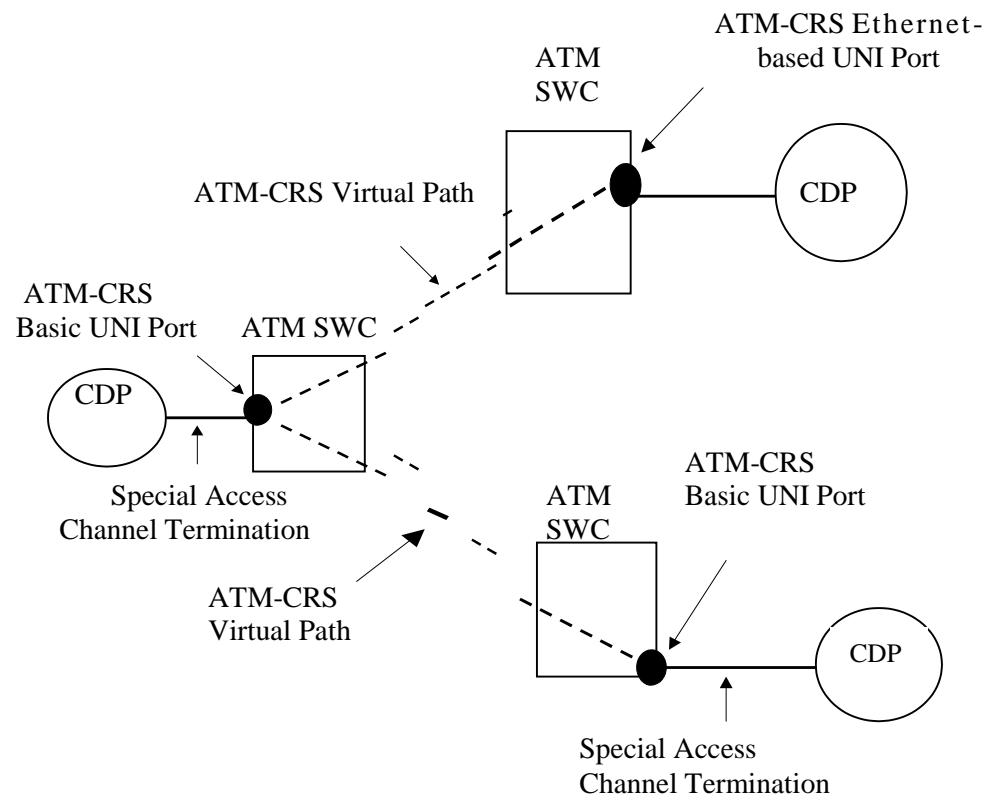 ATM-CRS Ethernet-
based UNI Port
ATM
SWC
CDP
ATM-CRS Virtual Path
ATM-CRS
Basic UNI Port
ATM SWC
CDP
Special Access
Channel Termination
ATM-CRS
Virtual Path
ATM
SWC
ATM-CRS
Basic UNI Port
CDP
Special Access
Channel Termination